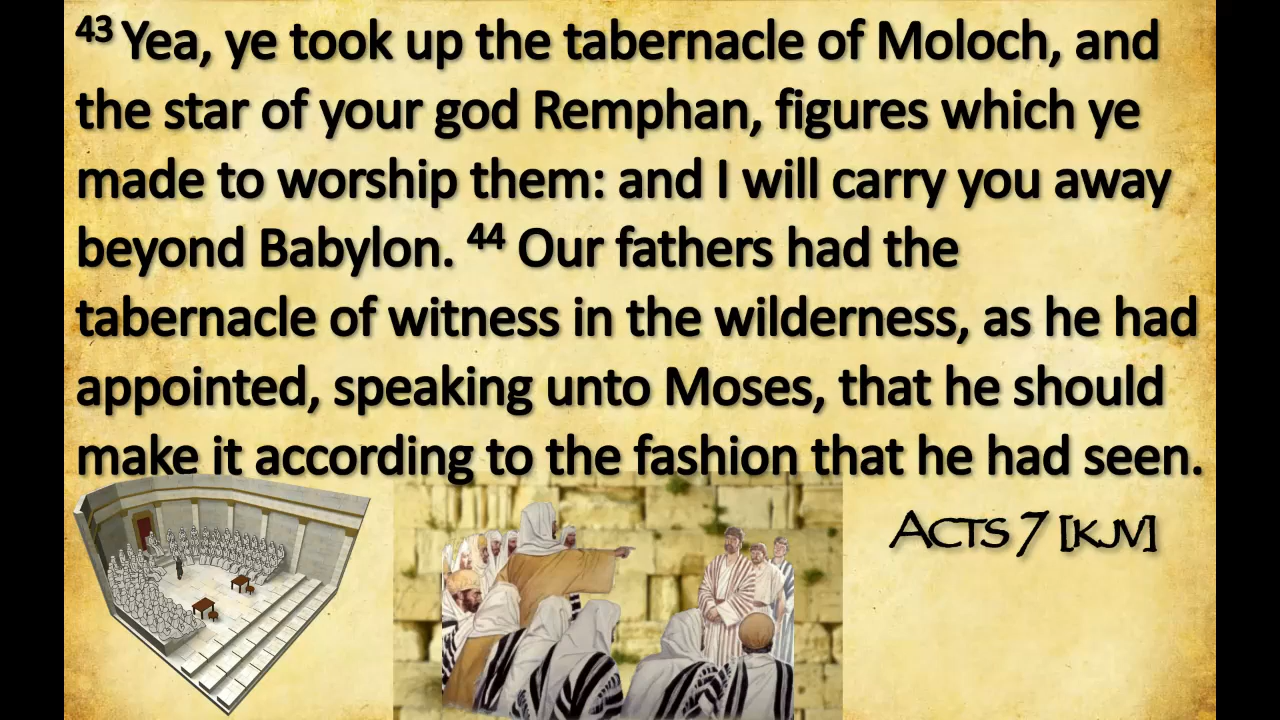 43 Yea, ye took up the tabernacle of Moloch, and
the star of your god Remphan, figures which ye
made to worship them: and I will carry you away
beyond Babylon. 44 Our fathers had the
tabernacle of witness in the wilderness, as he had
appointed, speaking unto Moses, that he should
make it according to the fashion that he had seen.
ACTS 7 [KJV]